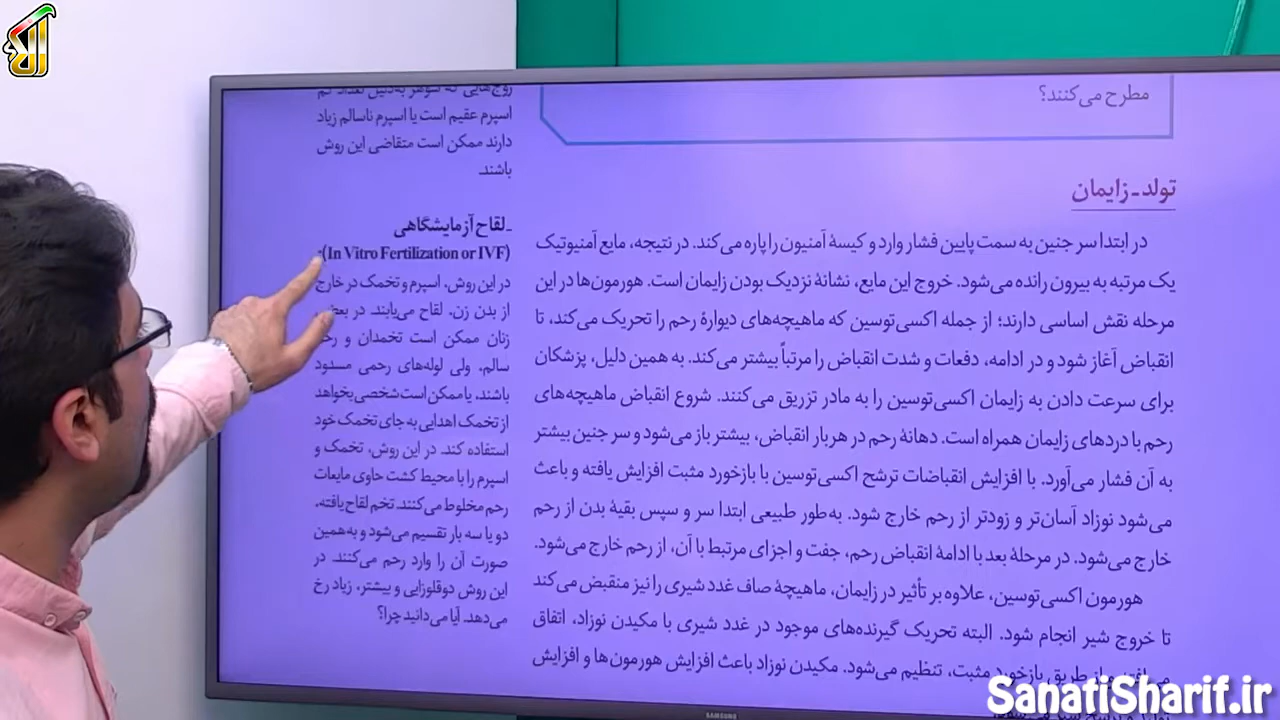 آلاء
مطرح می‌کنند؟
تولد ـ زایمان
در ابتدا سر جنین به سمت پایین فشار وارد و کیسهٔ آمنیون را پاره می‌کند. در نتیجه، مایع آمنیوتیک
یک مرتبه به بیرون رانده می‌شود. خروج این مایع، نشانهٔ نزدیک بودن زایمان است. هورمون‌ها در این
مرحله نقش اساسی دارند؛ از جمله اکسی‌توسین که ماهیچه‌های دیوارهٔ رحم را تحریک می‌کند، تا
انقباض آغاز شود و در ادامه، دفعات و شدت انقباض را مرتباً بیشتر می‌کند. به همین دلیل، پزشکان
برای سرعت دادن به زایمان اکسی‌توسین را به مادر تزریق می‌کنند. شروع انقباض ماهیچه‌های
رحم با دردهای زایمان همراه است. دهانهٔ رحم در هربار انقباض، بیشتر باز می‌شود و سر جنین بیشتر
به آن فشار می‌آورد. با افزایش انقباضات ترشح اکسی‌توسین با بازخورد مثبت افزایش یافته و باعث
می‌شود نوزاد آسان‌تر و زودتر از رحم خارج شود. به‌طور طبیعی ابتدا سر و سپس بقیهٔ بدن از رحم
خارج می‌شود. در مرحلهٔ بعد با ادامهٔ انقباض رحم، جفت و اجزای مرتبط با آن، از رحم خارج می‌شود.
هورمون اکسی‌توسین، علاوه بر تأثیر در زایمان، ماهیچهٔ صاف غدد شیری را نیز منقبض می‌کند
تا خروج شیر انجام شود. البته تحریک گیرنده‌های موجود در غدد شیری با مکیدن نوزاد، اتفاق
از طریق بازخورد مثبت، تنظیم می‌شود. مکیدن نوزاد باعث افزایش هورمون‌ها و افزایش
زوج‌هایی که شوهر به‌دلیل تعداد کم
اسپرم عقیم است یا اسپرم ناسالم زیاد
دارند ممکن است متقاضی این روش
باشند.
ـ لقاح آزمایشگاهی
(In Vitro Fertilization or IVF):
در این روش، اسپرم و تخمک در خارج
از بدن زن، لقاح می‌یابند. در
زنان ممکن است تخمدان و
سالم، ولی لوله‌های رحمی مسدود
باشند، یا ممکن است شخصی بخواهد
از تخمک اهدایی به جای تخمک خود
استفاده کند. در این روش، تخمک و
اسپرم را با محیط کشت حاوی مایعات
رحم مخلوط می‌کنند. تخم لقاح یافته،
دو یا سه بار تقسیم می‌شود و به همین
صورت آن را وارد رحم می‌کنند. در
این روش دوقلوزایی و بیشتر، زیاد رخ
می‌دهد. آیا می‌دانید چرا؟
SAMSUNG
SanatiSharif.ir